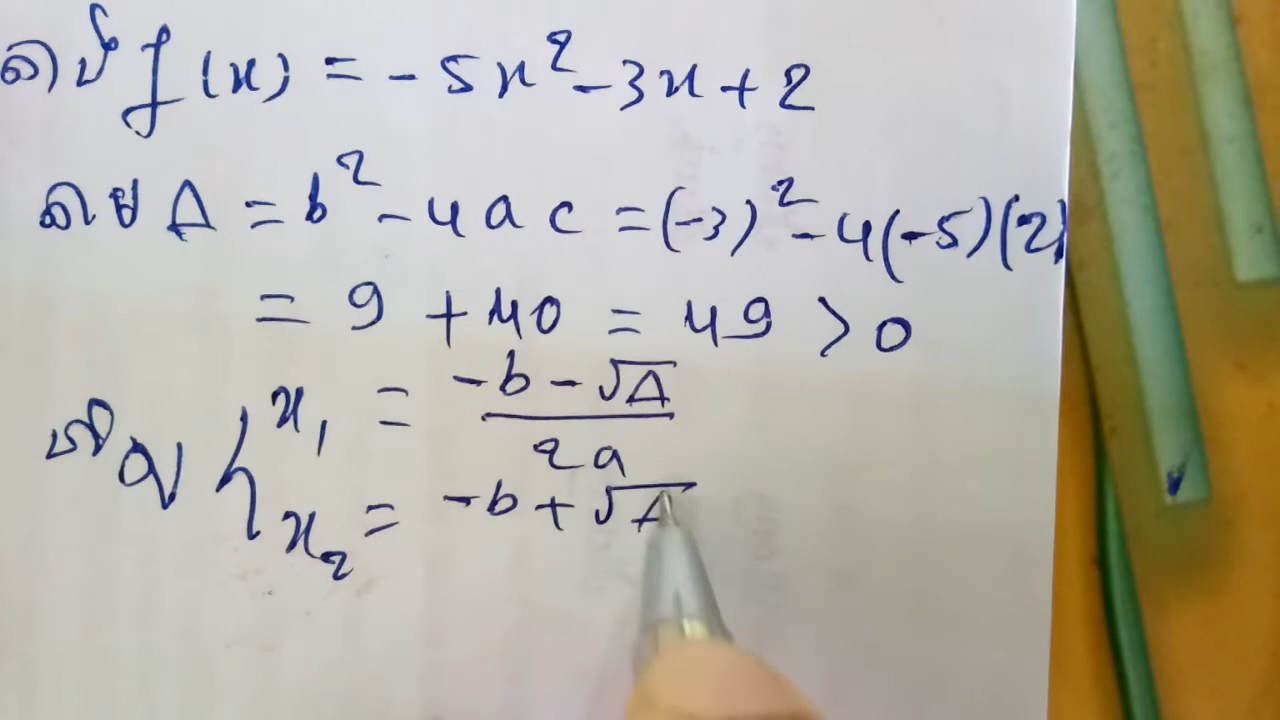 f(x) = -5x² - 3x + 2
Δ = b² - 4ac = (-3)² - 4(-5)(2)
= 9 + 40 = 49 > 0
x₁ = (-b - √Δ) / 2a
x₂ = -b + √Δ